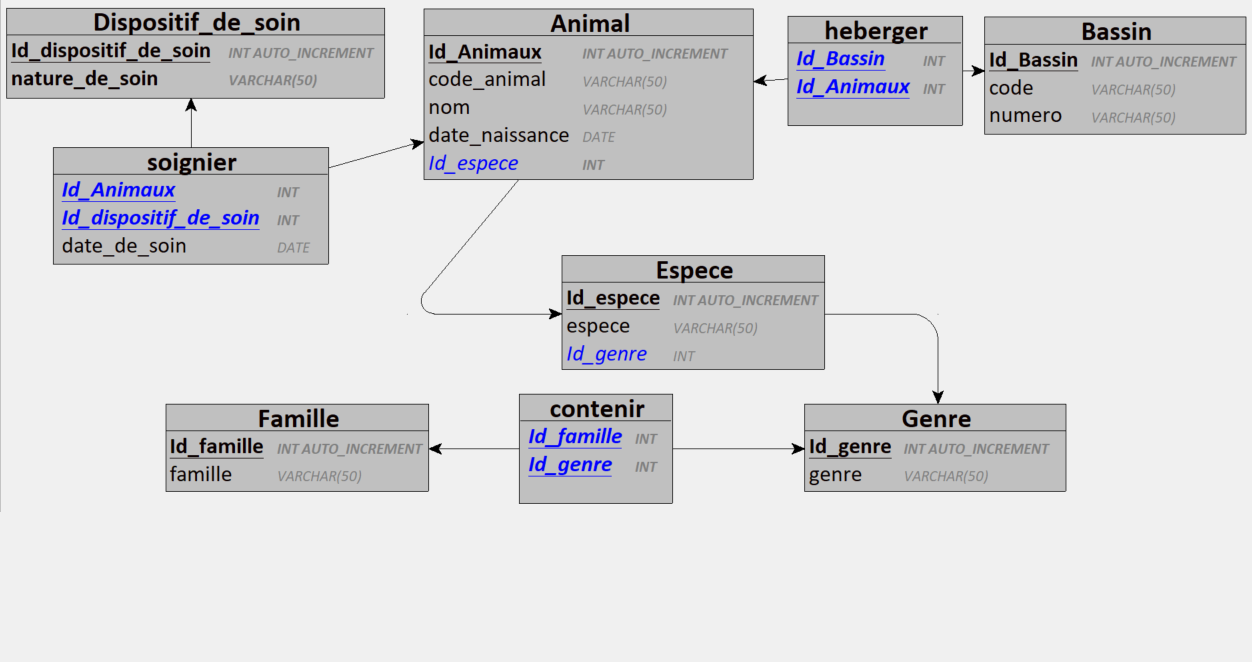 Dispositif_de_soin
Id_dispositif_de_soin INT AUTO_INCREMENT
nature_de_soin VARCHAR(50)
Animal
Id_Animaux INT AUTO_INCREMENT
code_animal VARCHAR(50)
nom VARCHAR(50)
date_naissance DATE
Id_espece INT
heberger
Id_Bassin INT
Id_Animaux INT
Bassin
Id_Bassin INT AUTO_INCREMENT
code VARCHAR(50)
numero VARCHAR(50)
soignier
Id_Animaux INT
Id_dispositif_de_soin INT
date_de_soin DATE
Espece
Id_espece INT AUTO_INCREMENT
espece VARCHAR(50)
Id_genre INT
Famille
Id_famille INT AUTO_INCREMENT
famille VARCHAR(50)
contenir
Id_famille INT
Id_genre INT
Genre
Id_genre INT AUTO_INCREMENT
genre VARCHAR(50)